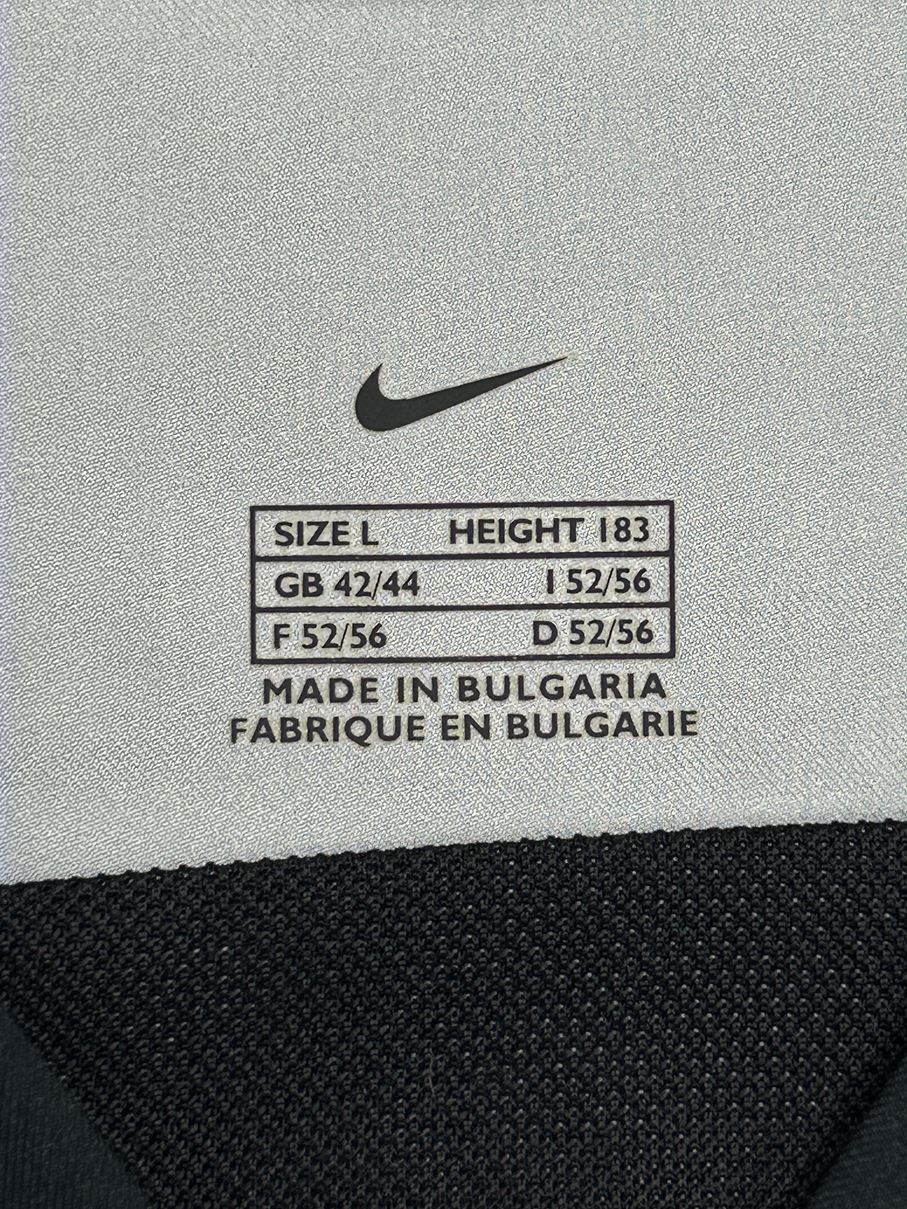 SIZE L HEIGHT 183
GB 42/44 I 52/56
F 52/56 D 52/56
MADE IN BULGARIA
FABRIQUE EN BULGARIE